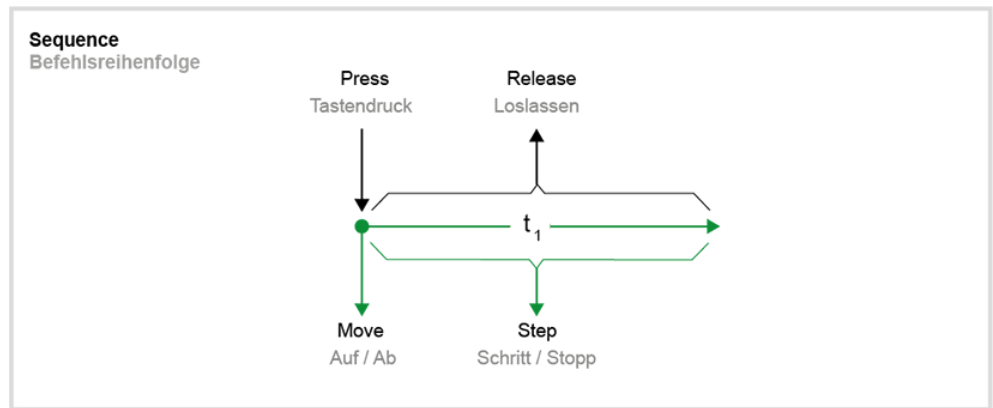 Sequence
Befehlsreihenfolge
Press Release
Tastendruck Loslassen
t1
Move Step
Auf / Ab Schritt / Stopp